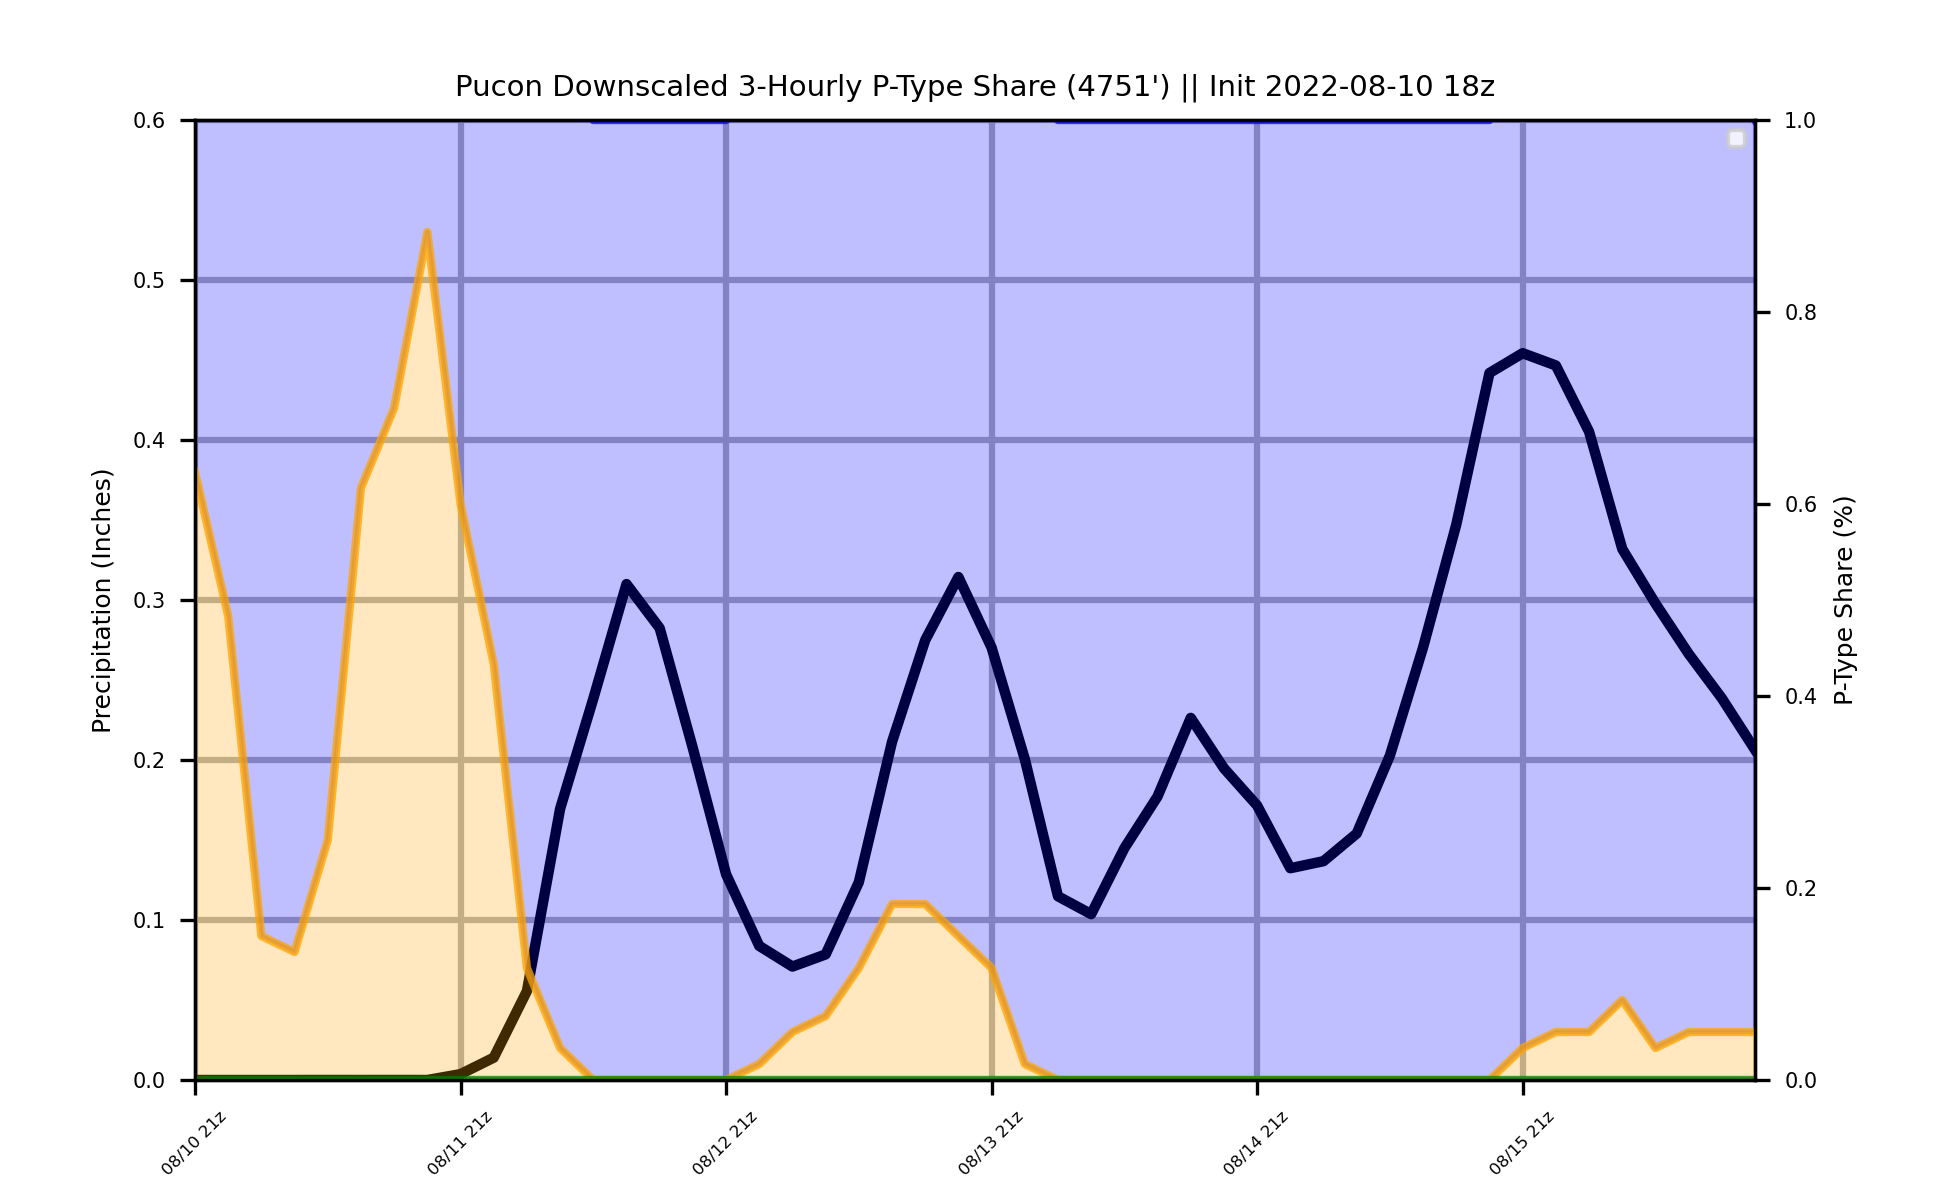 Pucon Downscaled 3-Hourly P-Type Share (4751') || Init 2022-08-10 18z
Precipitation (Inches)
0.6
0.5
0.4
0.3
0.2
0.1
0.0
1.0
0.8
0.6
0.4
0.2
0.0
P-Type Share (%)
08/10 21z
08/11 21z
08/12 21z
08/13 21z
08/14 21z
08/15 21z